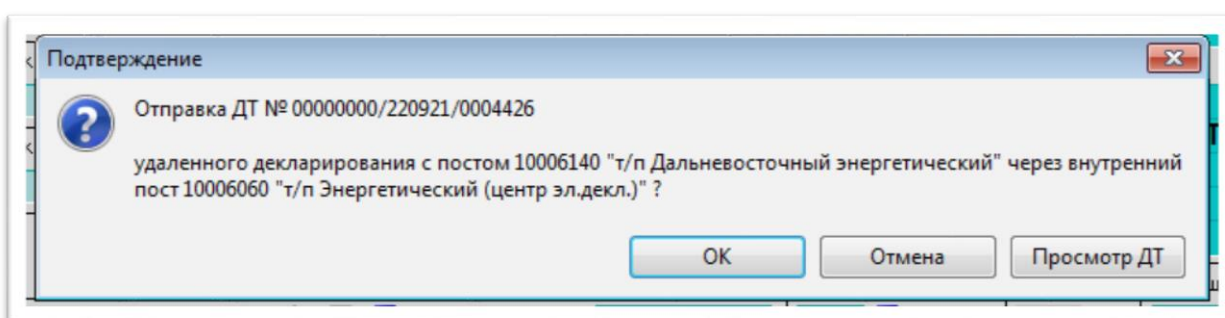 Подтверждение
Отправка ДТ № 00000000/220921/0004426
удаленного декларирования с постом 10006140 "т/п Дальневосточный энергетический" через внутренний
пост 10006060 "т/п Энергетический (центр эл.декл.)" ?
ОК
Отмена
Просмотр ДТ